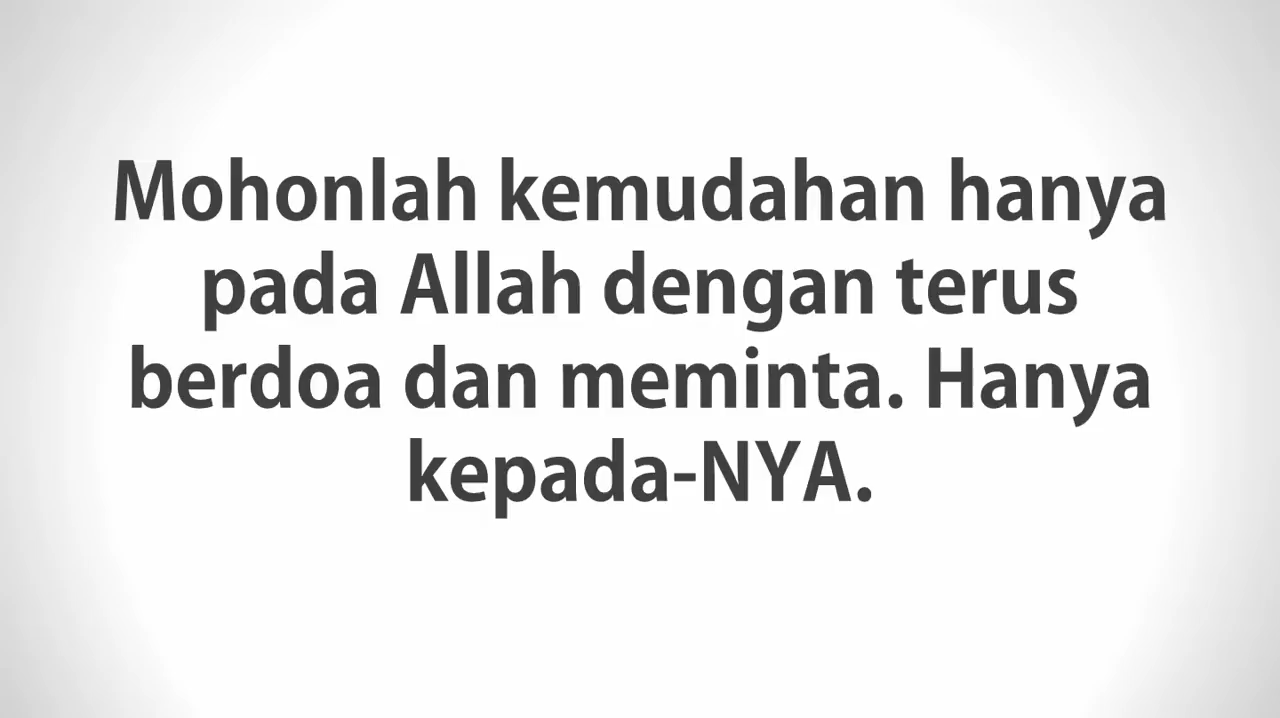 Mohonlah kemudahan hanya
pada Allah dengan terus
berdoa dan meminta. Hanya
kepada-NYA.